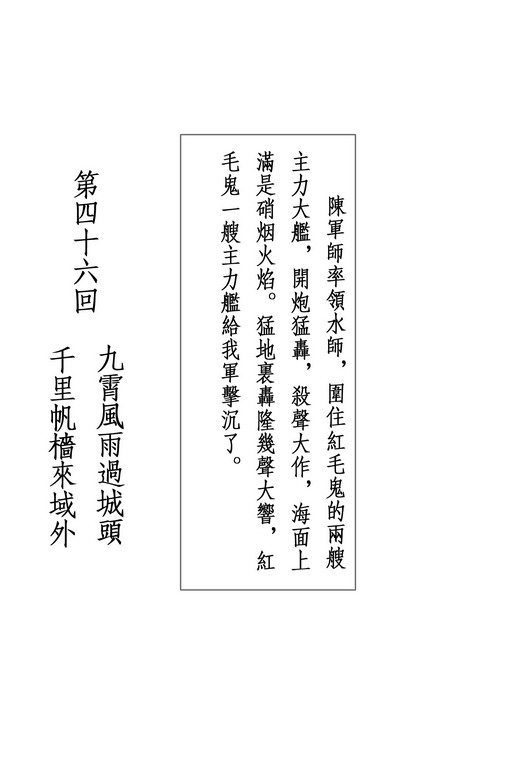 陳軍師率領水師，圍住紅毛鬼的兩艘
主力大艦，開炮猛轟，殺聲大作，海面上
滿是硝烟火焰。猛地裏轟隆幾聲大響，紅
毛鬼一艘主力艦給我軍擊沉了。
第四十六回
九霄風雨過城頭
千里帆檣來域外